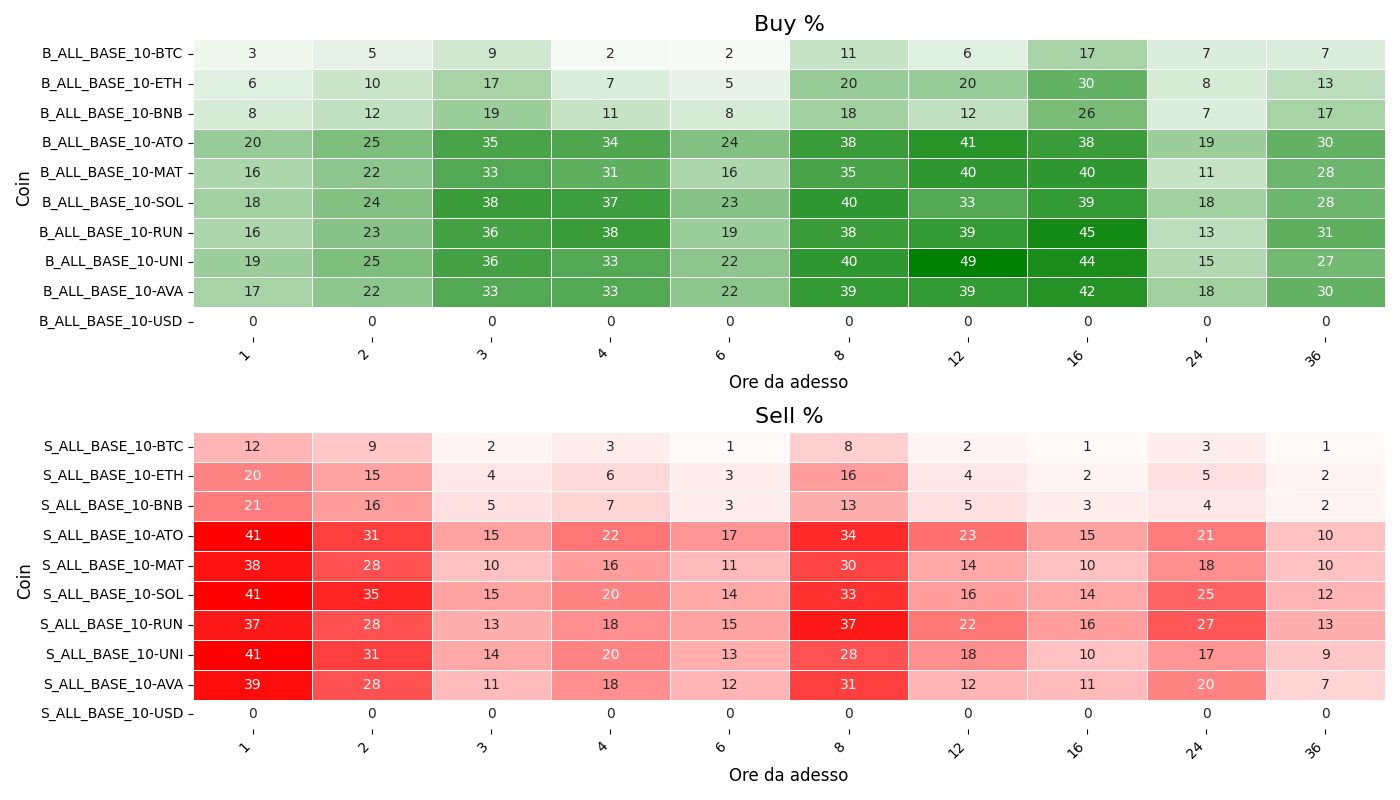 Buy %
Coin
B_ALL_BASE_10-BTC 3 5 9 2 2 11 6 17 7 7
B_ALL_BASE_10-ETH 6 10 17 7 5 20 20 30 8 13
B_ALL_BASE_10-BNB 8 12 19 11 8 18 12 26 7 17
B_ALL_BASE_10-ATO 20 25 35 34 24 38 41 38 19 30
B_ALL_BASE_10-MAT 16 22 33 31 16 35 40 40 11 28
B_ALL_BASE_10-SOL 18 24 38 37 23 40 33 39 18 28
B_ALL_BASE_10-RUN 16 23 36 38 19 38 39 45 13 31
B_ALL_BASE_10-UNI 19 25 36 33 22 40 49 44 15 27
B_ALL_BASE_10-AVA 17 22 33 33 22 39 39 42 18 30
B_ALL_BASE_10-USD 0 0 0 0 0 0 0 0 0 0
1 2 3 4 6 8 12 16 24 36
Ore da adesso
Sell %
Coin
S_ALL_BASE_10-BTC 12 9 2 3 1 8 2 1 3 1
S_ALL_BASE_10-ETH 20 15 4 6 3 16 4 2 5 2
S_ALL_BASE_10-BNB 21 16 5 7 3 13 5 3 4 2
S_ALL_BASE_10-ATO 41 31 15 22 17 34 23 15 21 10
S_ALL_BASE_10-MAT 38 28 10 16 11 30 14 10 18 10
S_ALL_BASE_10-SOL 41 35 15 20 14 33 16 14 25 12
S_ALL_BASE_10-RUN 37 28 13 18 15 37 22 16 27 13
S_ALL_BASE_10-UNI 41 31 14 20 13 28 18 10 17 9
S_ALL_BASE_10-AVA 39 28 11 18 12 31 12 11 20 7
S_ALL_BASE_10-USD 0 0 0 0 0 0 0 0 0 0
1 2 3 4 6 8 12 16 24 36
Ore da adesso